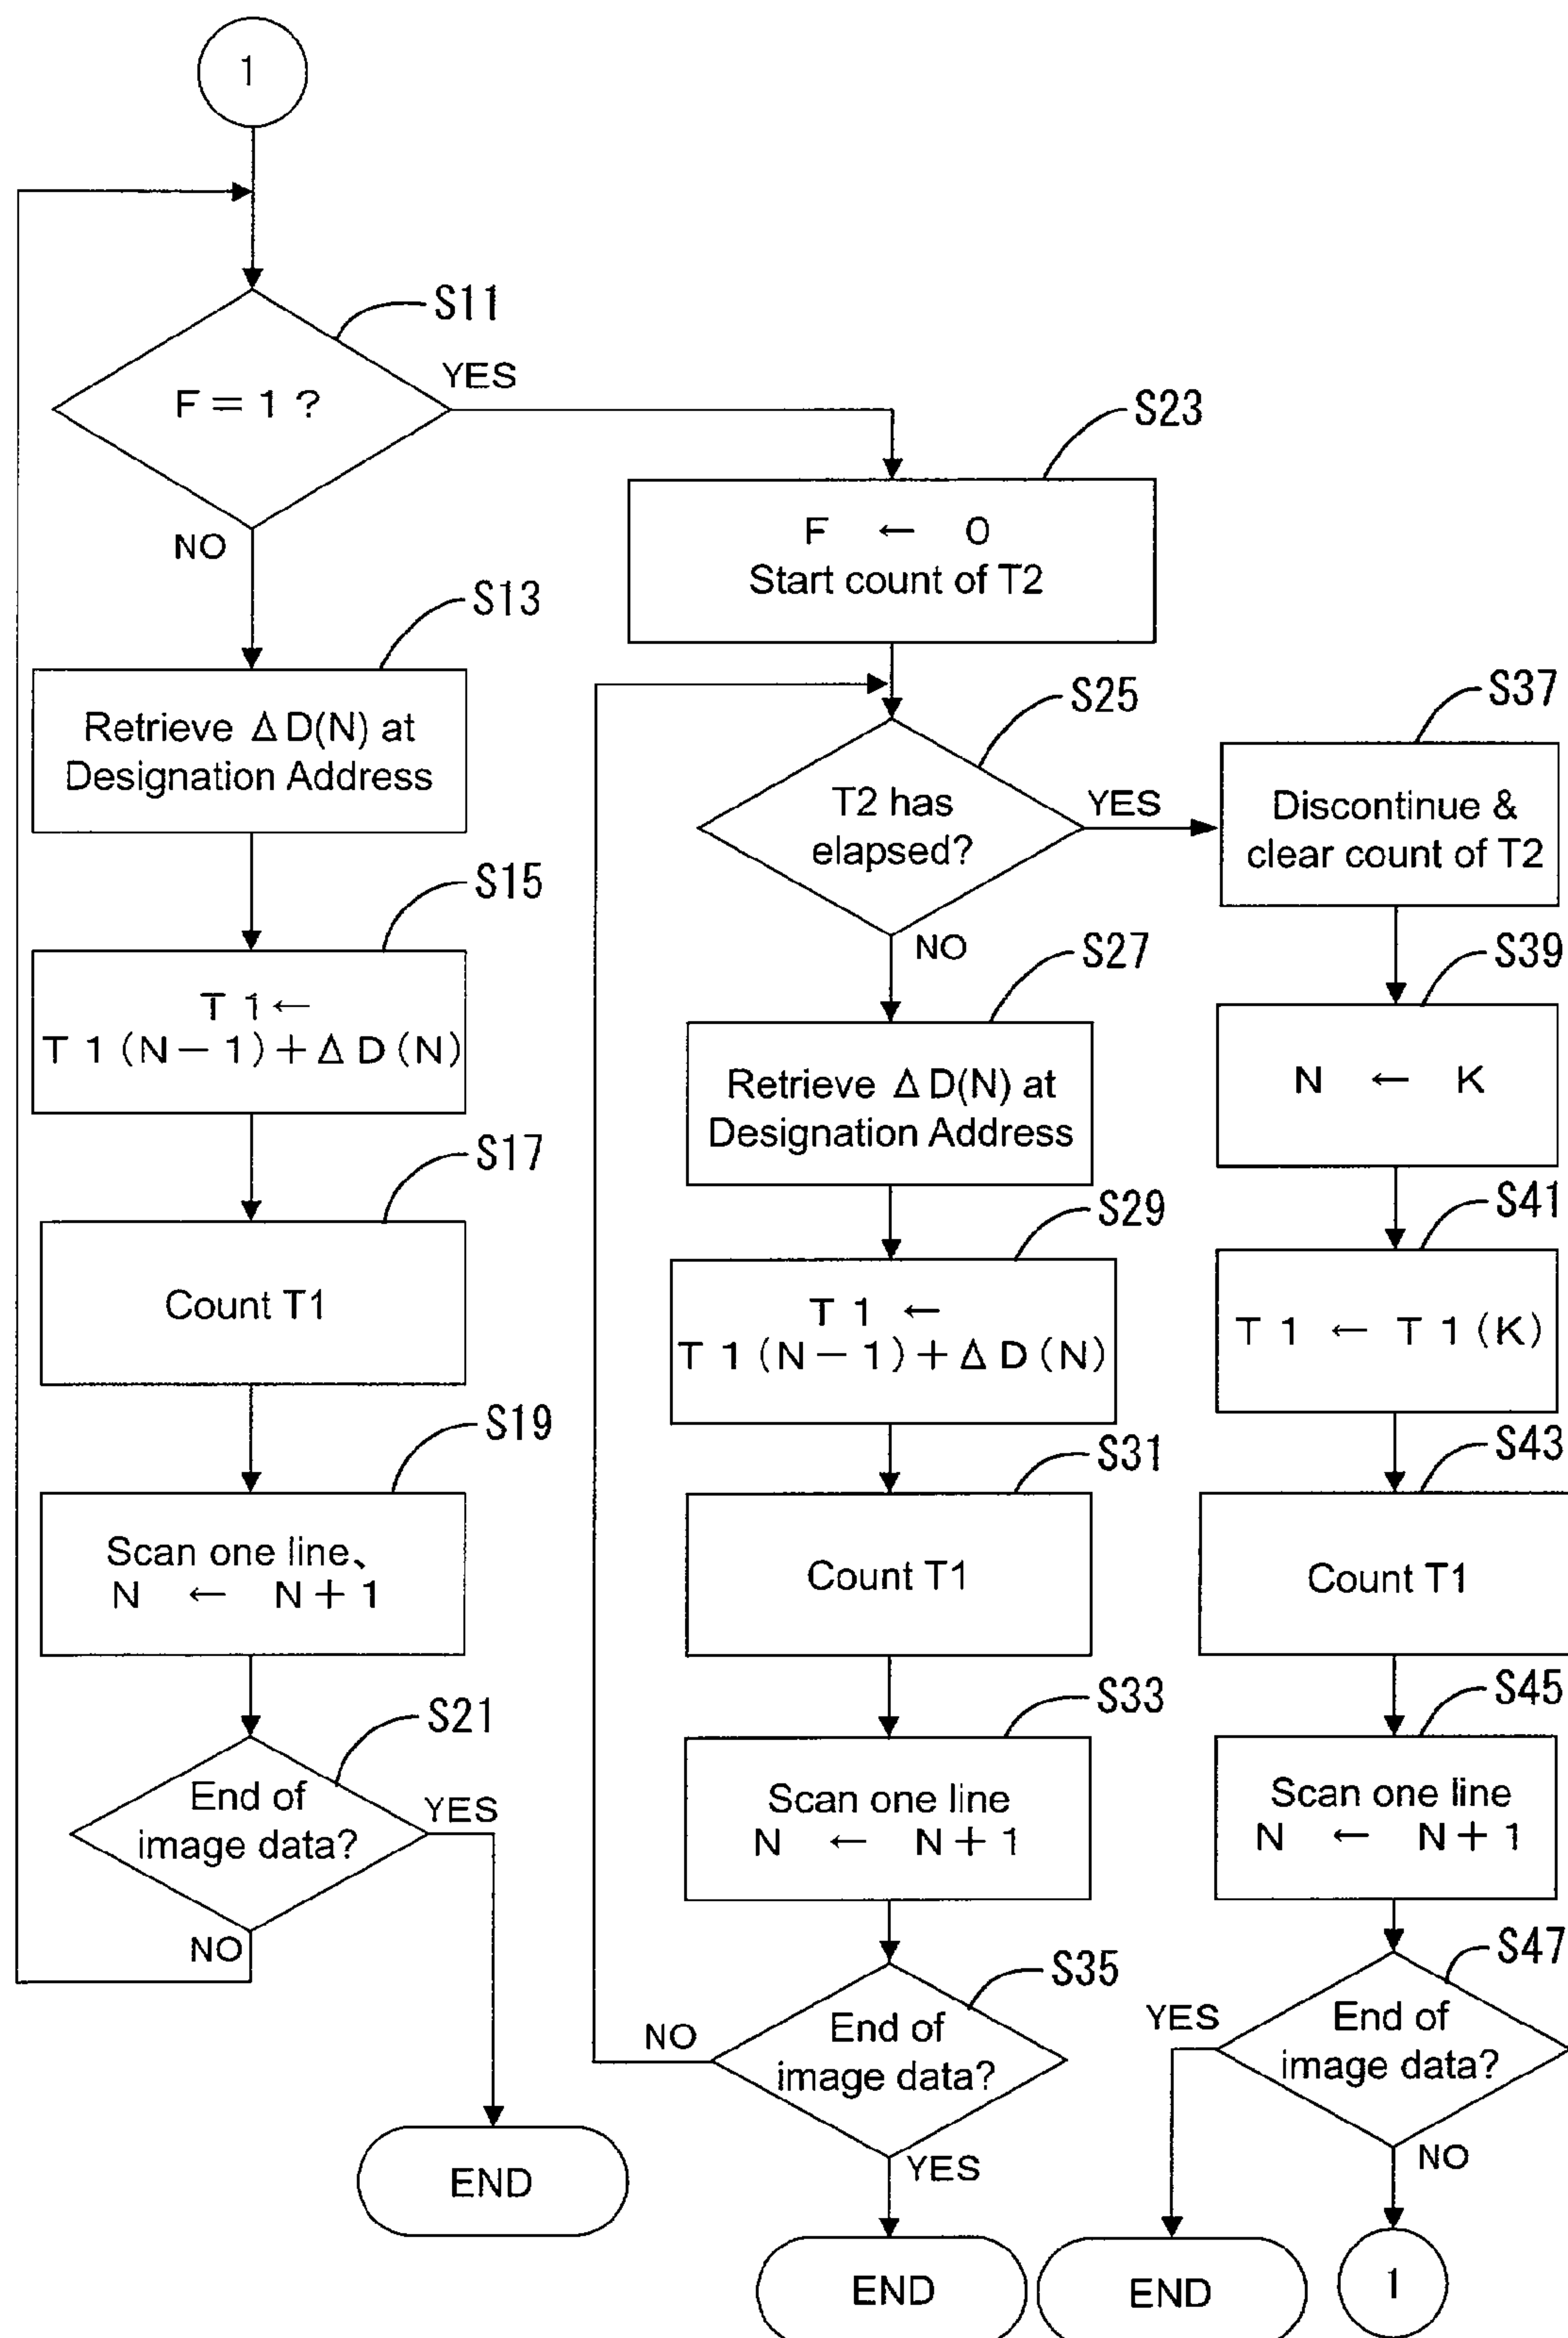 1
S11
F = 1 ?
YES
NO
S13
Retrieve Δ D(N) at
Designation Address
S15
T 1 ←
T 1 (N − 1) + Δ D (N)
S17
Count T1
S19
Scan one line、
N ← N + 1
S21
End of
image data?
YES
NO
END
S23
F ← 0
Start count of T2
S25
T2 has
elapsed?
YES
NO
S27
Retrieve Δ D(N) at
Designation Address
S29
T 1 ←
T 1 (N − 1) + Δ D (N)
S31
Count T1
S33
Scan one line
N ← N + 1
S35
End of
image data?
NO
YES
END
S37
Discontinue &
clear count of T2
S39
N ← K
S41
T 1 ← T 1 (K)
S43
Count T1
S45
Scan one line
N ← N + 1
S47
End of
image data?
YES
NO
END
1